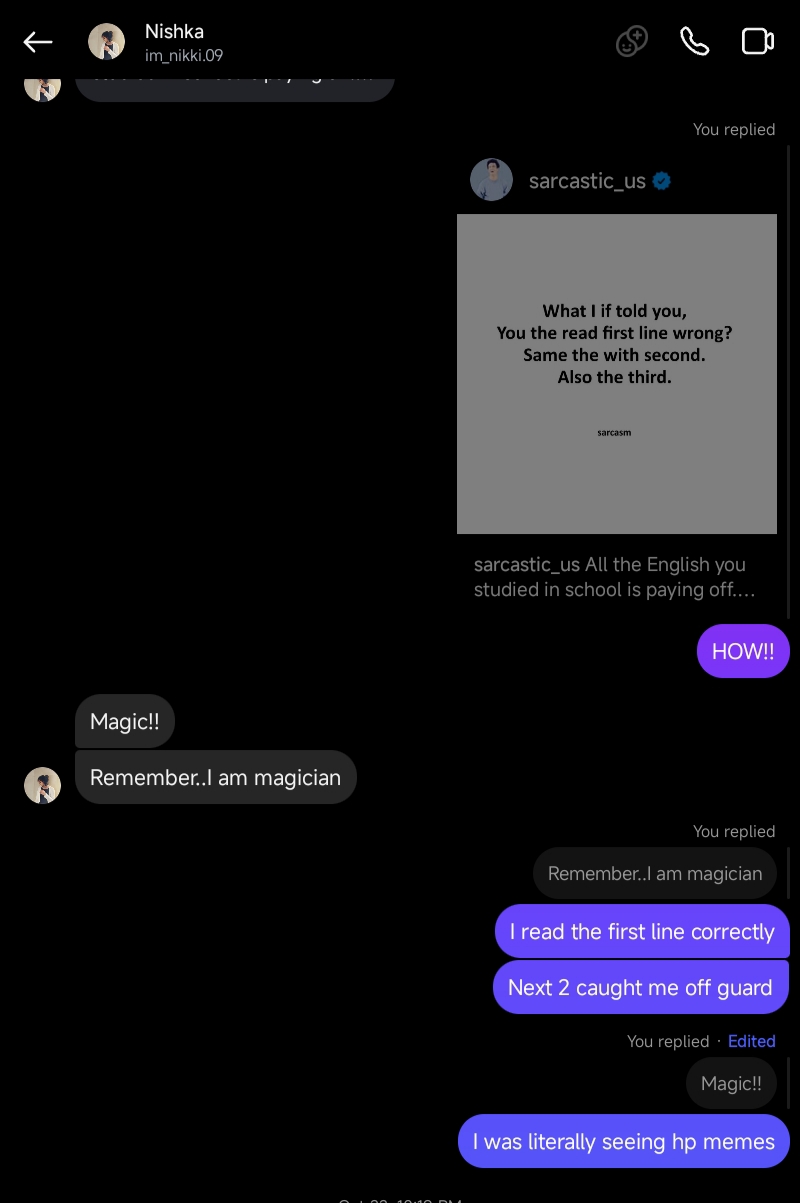 Nishka
im_nikki.09
You replied
sarcastic_us
What I if told you,
You the read first line wrong?
Same the with second.
Also the third.
sarcasm
sarcastic_us All the English you
studied in school is paying off....
HOW!!
Magic!!
Remember..I am magician
You replied
Remember..I am magician
I read the first line correctly
Next 2 caught me off guard
You replied · Edited
Magic!!
I was literally seeing hp memes